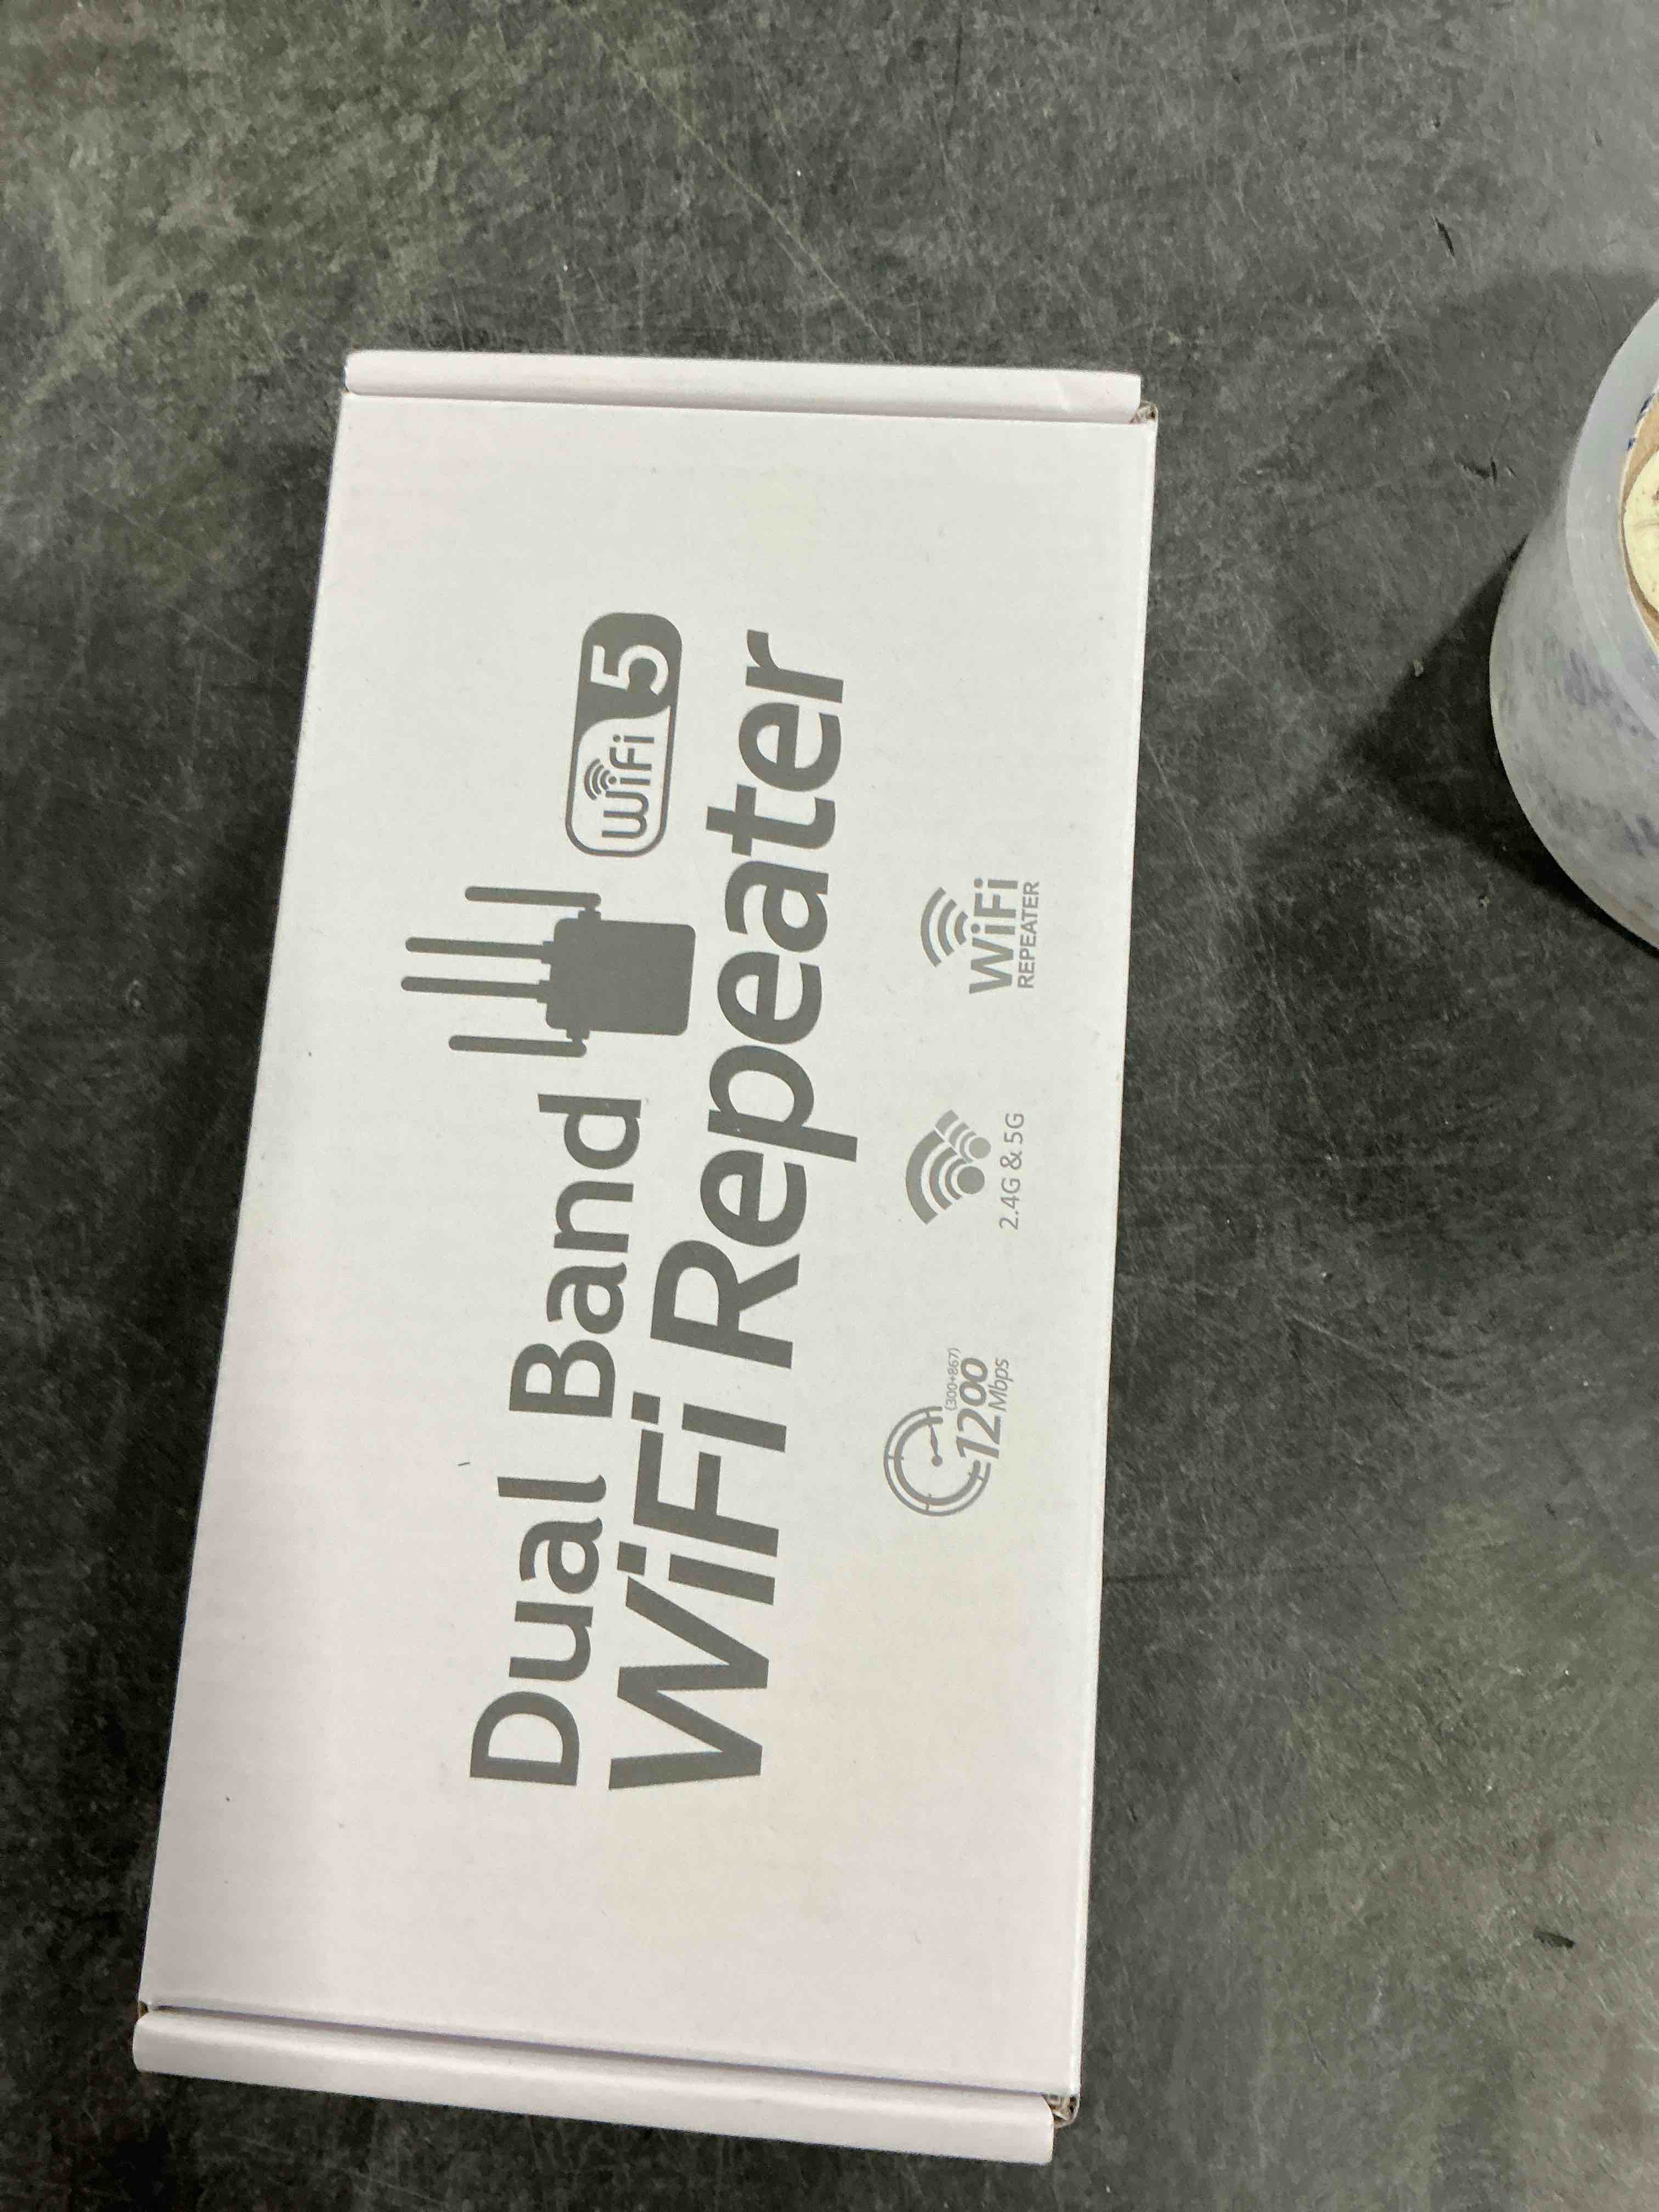 Dual Band
WiFi 5
WiFi Repeater
(300+867)
1200
Mbps
2.4G & 5G
WiFi
REPEATER